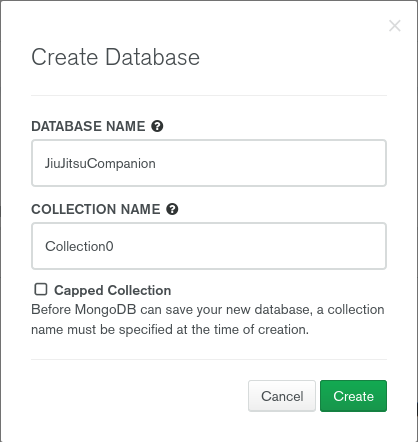 Create Database
DATABASE NAME
JiuJitsuCompanion
COLLECTION NAME
Collection0
Capped Collection
Before MongoDB can save your new database, a collection
name must be specified at the time of creation.
Cancel Create